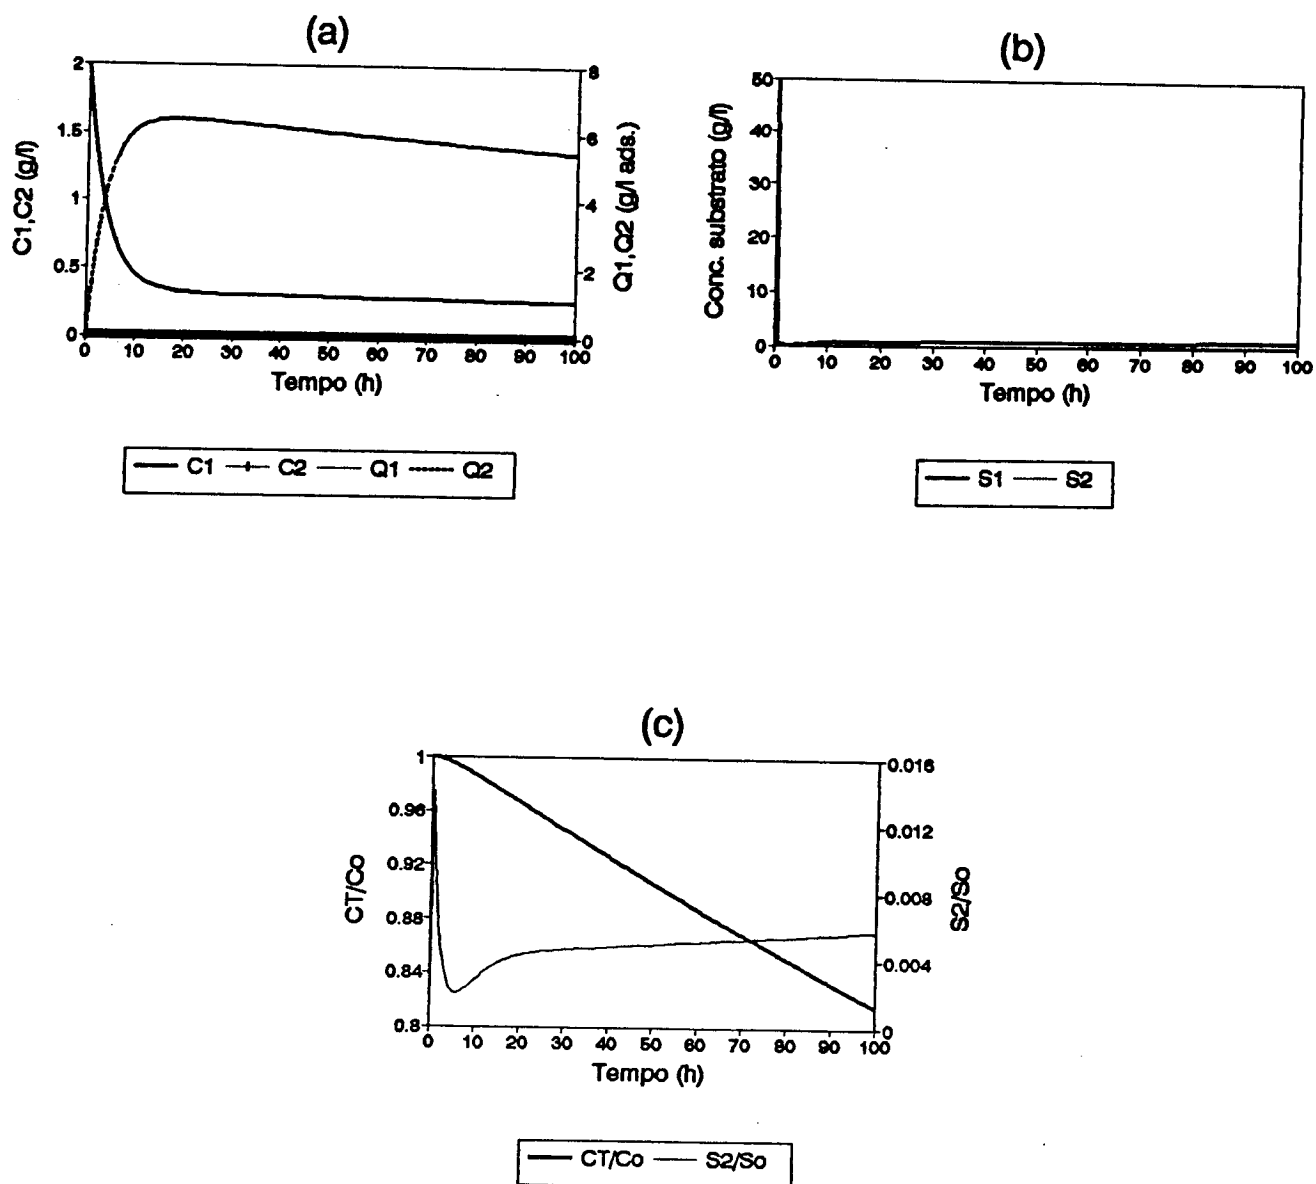 (a)
C1,C2 (g/l)
2
1.5
1
0.5
0
8
6
4
2
0
Q1,Q2 (g/l ads.)
0 10 20 30 40 50 60 70 80 90 100
Tempo (h)
C1 C2 Q1 Q2
(b)
Conc. substrato (g/l)
50
40
30
20
10
0
0 10 20 30 40 50 60 70 80 90 100
Tempo (h)
S1 S2
(c)
CT/Co
1
0.96
0.92
0.88
0.84
0.8
0.016
0.012
0.008
0.004
0
S2/So
0 10 20 30 40 50 60 70 80 90 100
Tempo (h)
CT/Co S2/So